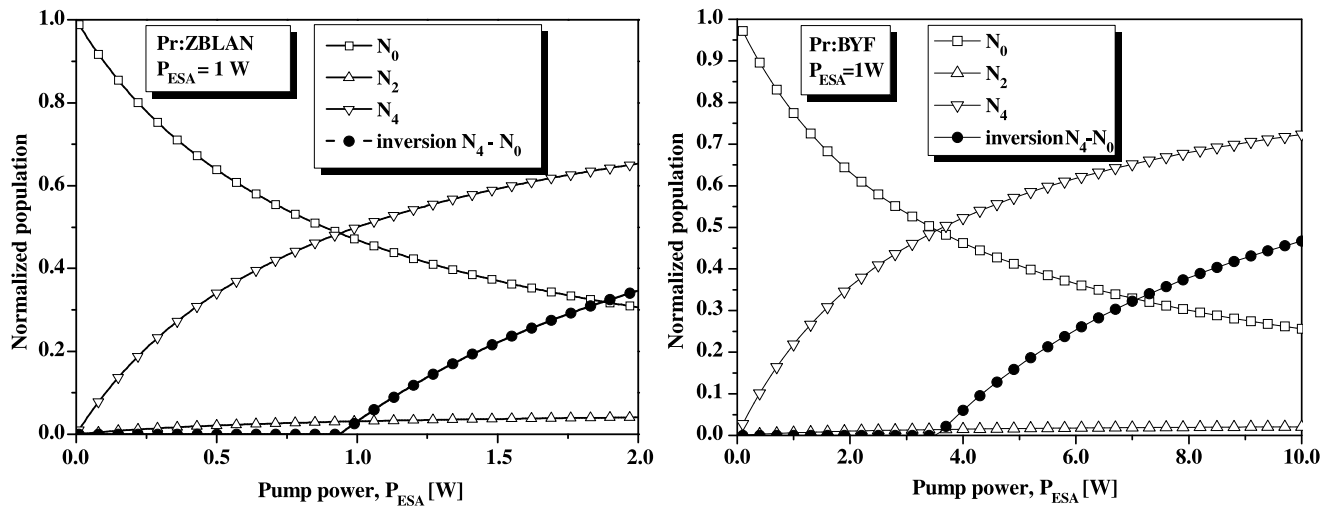 1.0
0.8
0.6
0.4
0.2
0.0
Normalized population
Pr:ZBLAN
P_ESA = 1 W
N_0
N_2
N_4
inversion N_4 - N_0
0.0 0.5 1.0 1.5 2.0
Pump power, P_ESA [W]
1.0
0.9
0.8
0.7
0.6
0.5
0.4
0.3
0.2
0.1
0.0
Normalized population
Pr:BYF
P_ESA=1W
N_0
N_2
N_4
inversion N_4-N_0
0.0 2.0 4.0 6.0 8.0 10.0
Pump power, P_ESA [W]